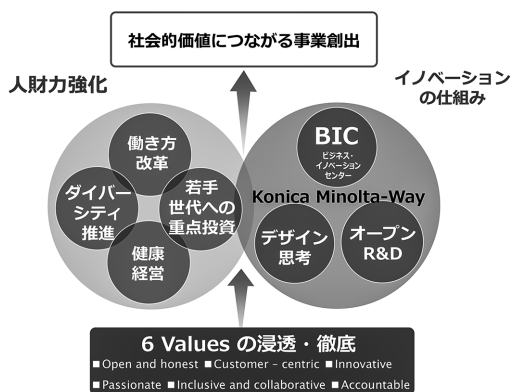 社会的価値につながる事業創出
人財力強化
イノベーション
の仕組み
働き方
改革
ダイバー
シティ
推進
若手
世代への
重点投資
健康
経営
BIC
ビジネス・
イノベーション
センター
Konica Minolta-Way
デザイン
思考
オープン
R&D
6 Values の浸透・徹底
■Open and honest ■Customer – centric ■Innovative
■Passionate ■Inclusive and collaborative ■Accountable